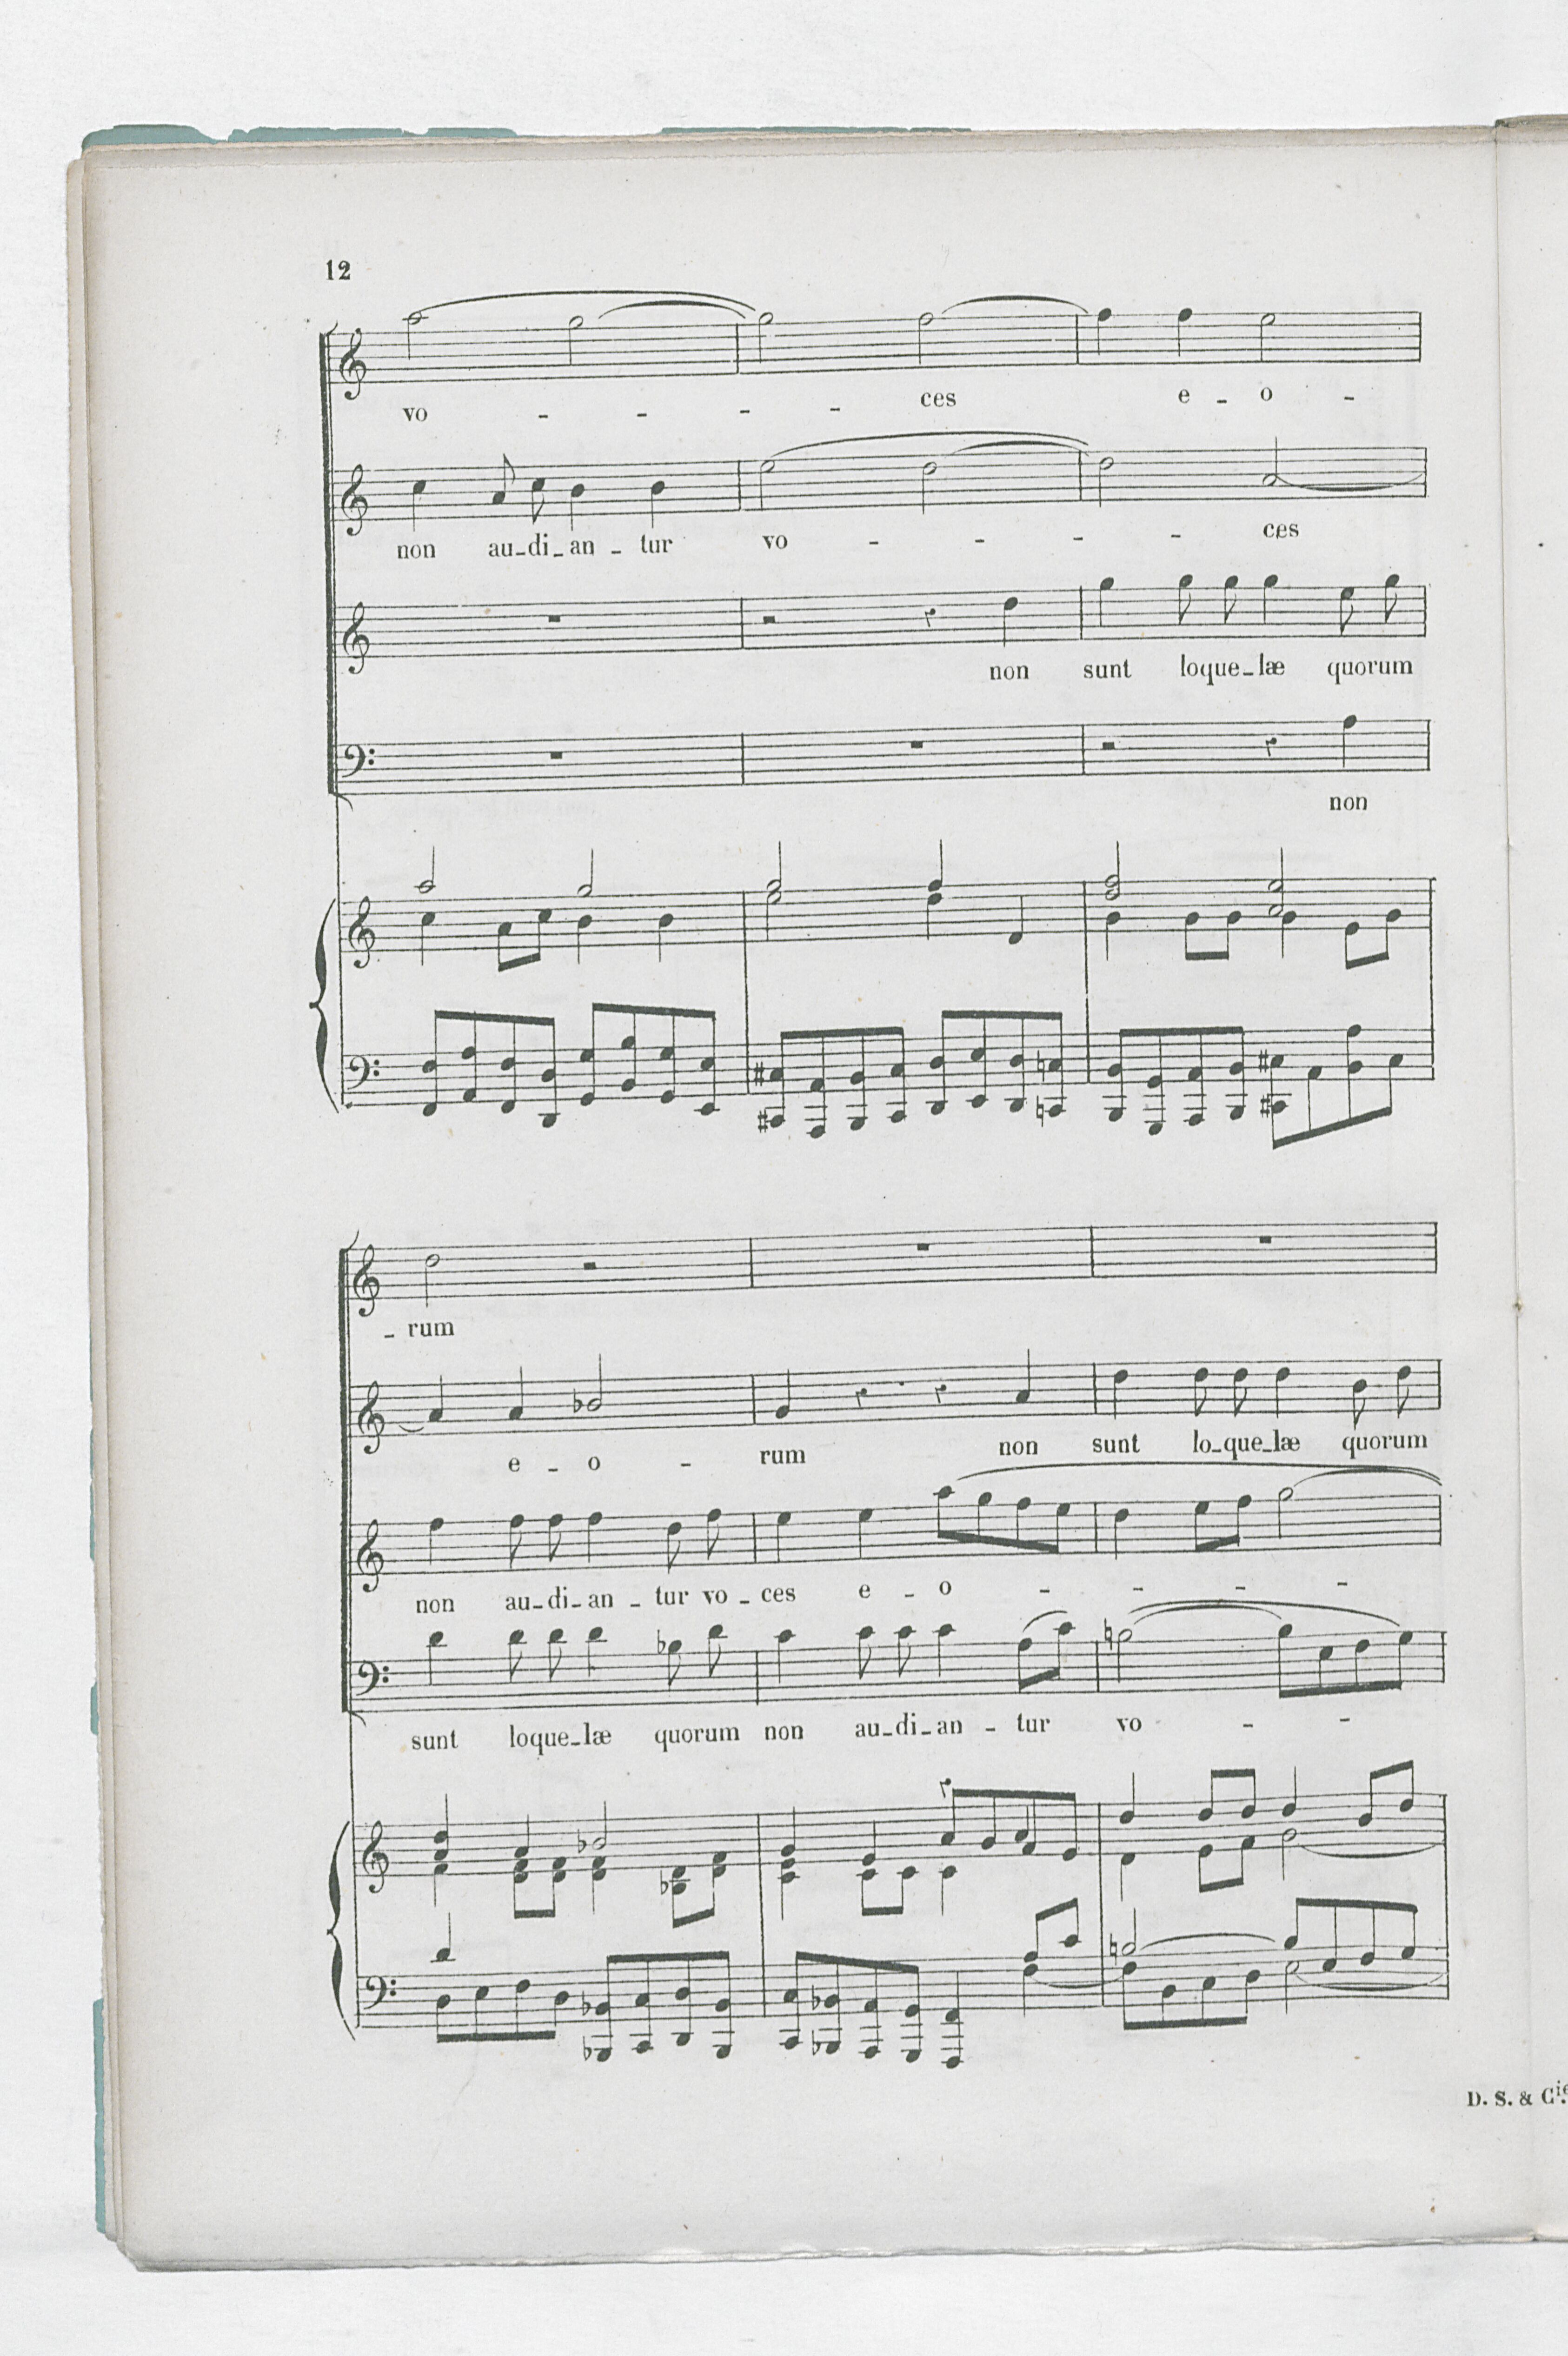 12
vo - - - - ces e - o -
non au-di-an - tur vo - - - - ces
non sunt loque-læ quorum
non
- rum
e - o - rum non sunt lo-que-læ quorum
non au-di-an - tur vo - ces e - o - - - -
sunt loque-læ quorum non au-di-an - tur vo - -
D. S. & Cie.